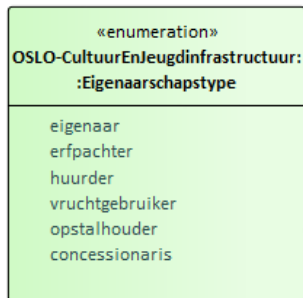 «enumeration»
OSLO-CultuurEnJeugdinfrastructuur:
:Eigenaarschapstype
eigenaar
erfpachter
huurder
vruchtgebruiker
opstalhouder
concessionaris